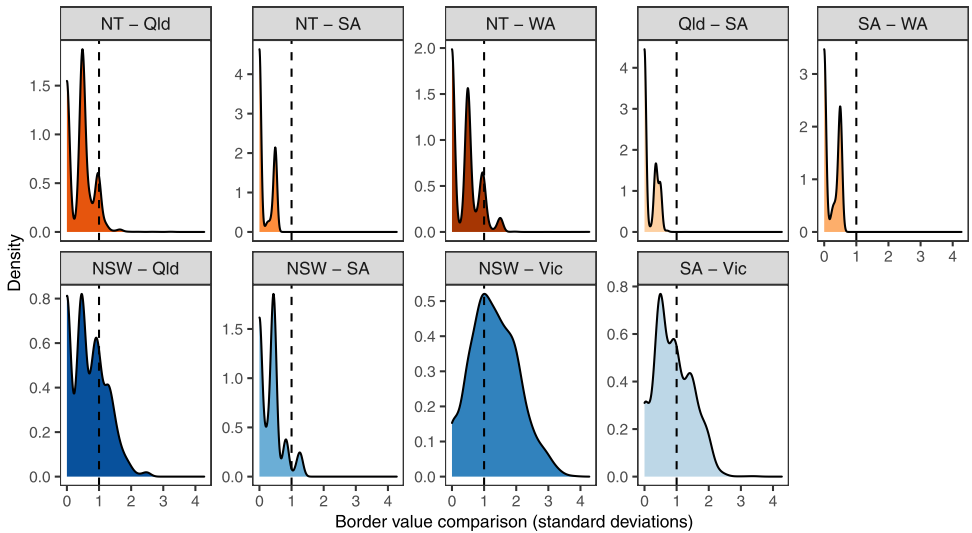 NT − Qld
NT − SA
NT − WA
Qld − SA
SA − WA
0.0
0.5
1.0
1.5
0
1
2
3
4
0.0
0.5
1.0
1.5
2.0
0
1
2
3
4
0
1
2
3
0 1 2 3 4
Density
NSW − Qld
NSW − SA
NSW − Vic
SA − Vic
0.0
0.2
0.4
0.6
0.8
0.0
0.5
1.0
1.5
0.0
0.1
0.2
0.3
0.4
0.5
0.0
0.2
0.4
0.6
0.8
0 1 2 3 4
0 1 2 3 4
0 1 2 3 4
0 1 2 3 4
Border value comparison (standard deviations)